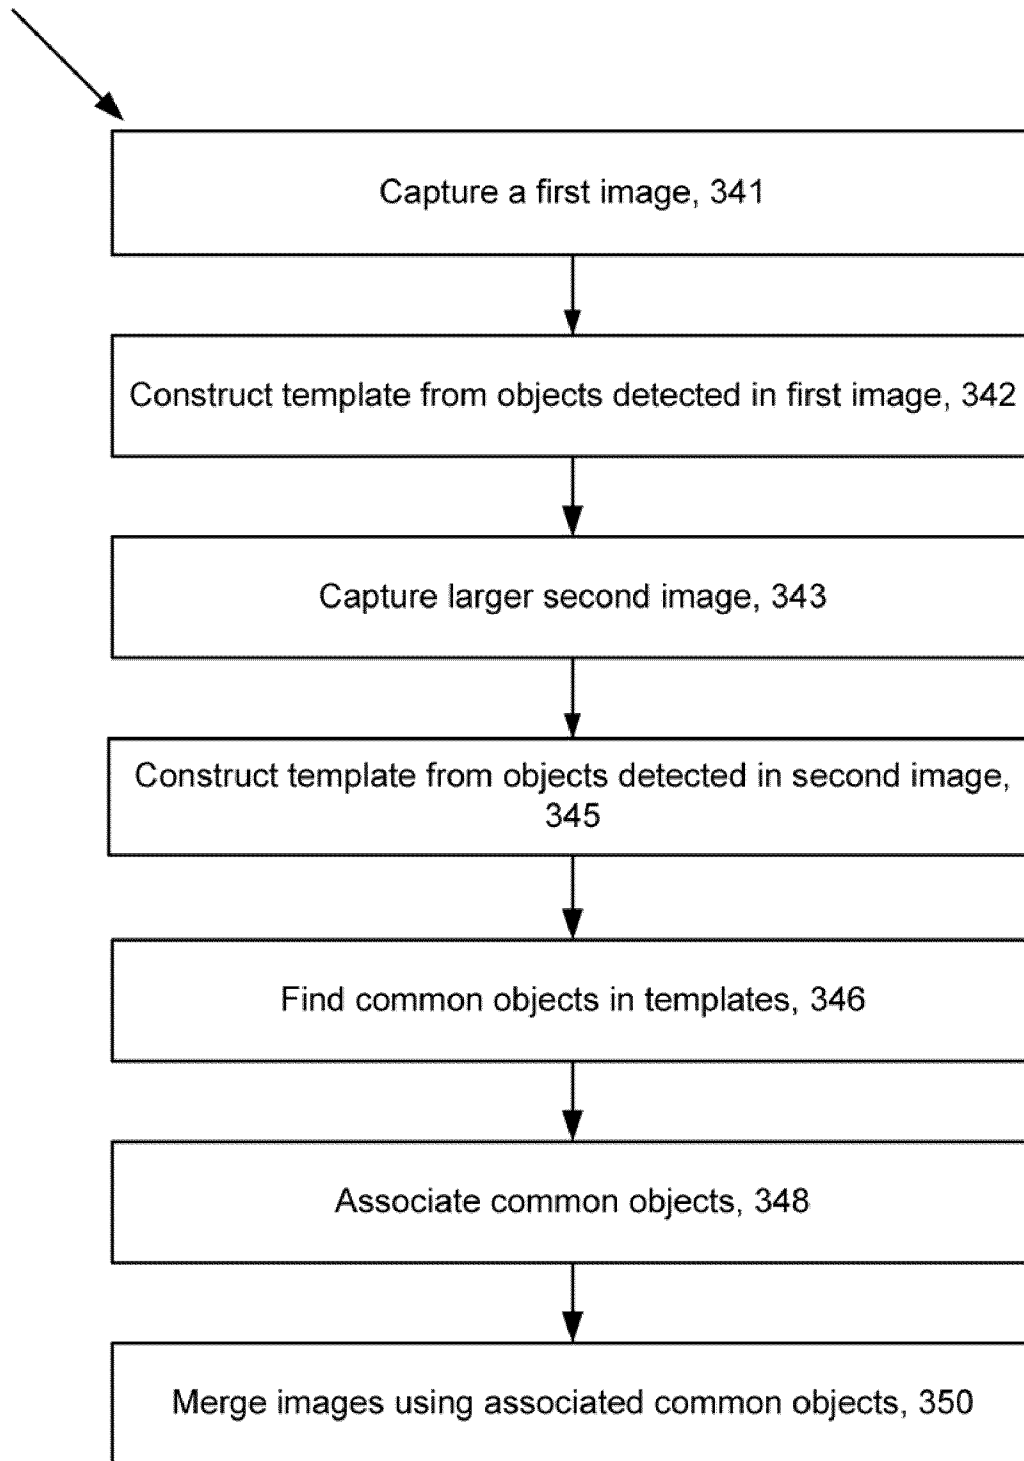 Capture a first image, 341
Construct template from objects detected in first image, 342
Capture larger second image, 343
Construct template from objects detected in second image,
345
Find common objects in templates, 346
Associate common objects, 348
Merge images using associated common objects, 350